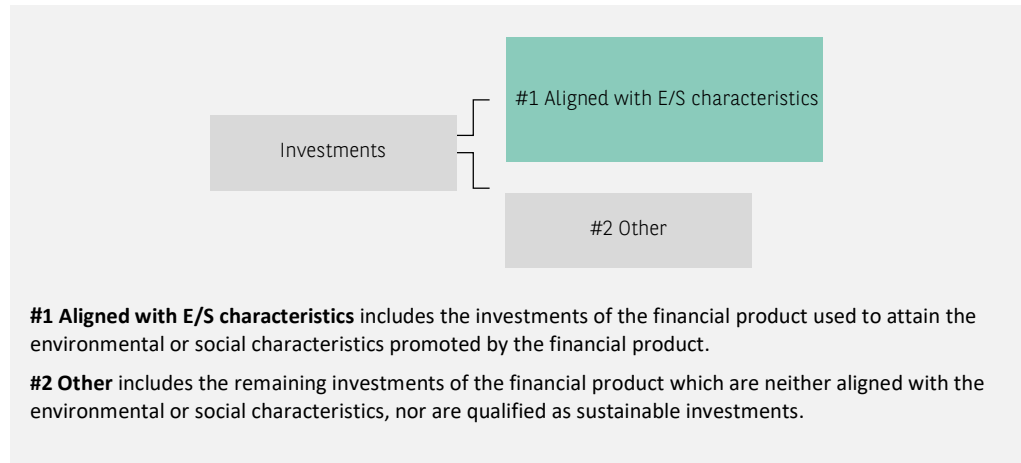 #1 Aligned with E/S characteristics
Investments
#2 Other
#1 Aligned with E/S characteristics includes the investments of the financial product used to attain the
environmental or social characteristics promoted by the financial product.
#2 Other includes the remaining investments of the financial product which are neither aligned with the
environmental or social characteristics, nor are qualified as sustainable investments.